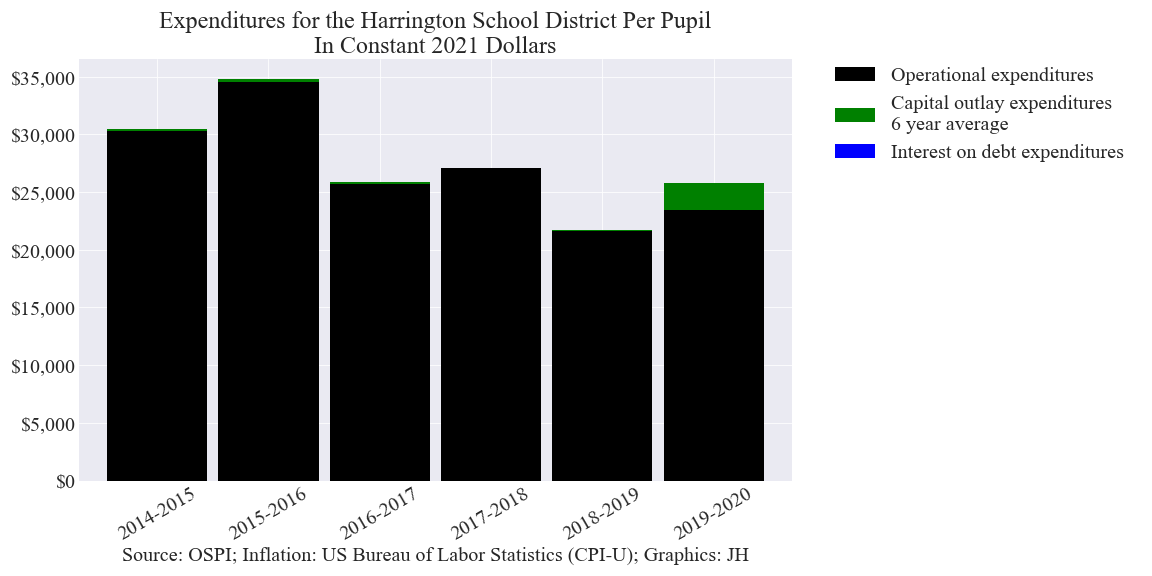 Expenditures for the Harrington School District Per Pupil
In Constant 2021 Dollars
$35,000
$30,000
$25,000
$20,000
$15,000
$10,000
$5,000
$0
2014-2015
2015-2016
2016-2017
2017-2018
2018-2019
2019-2020
Source: OSPI; Inflation: US Bureau of Labor Statistics (CPI-U); Graphics: JH
Operational expenditures
Capital outlay expenditures
6 year average
Interest on debt expenditures